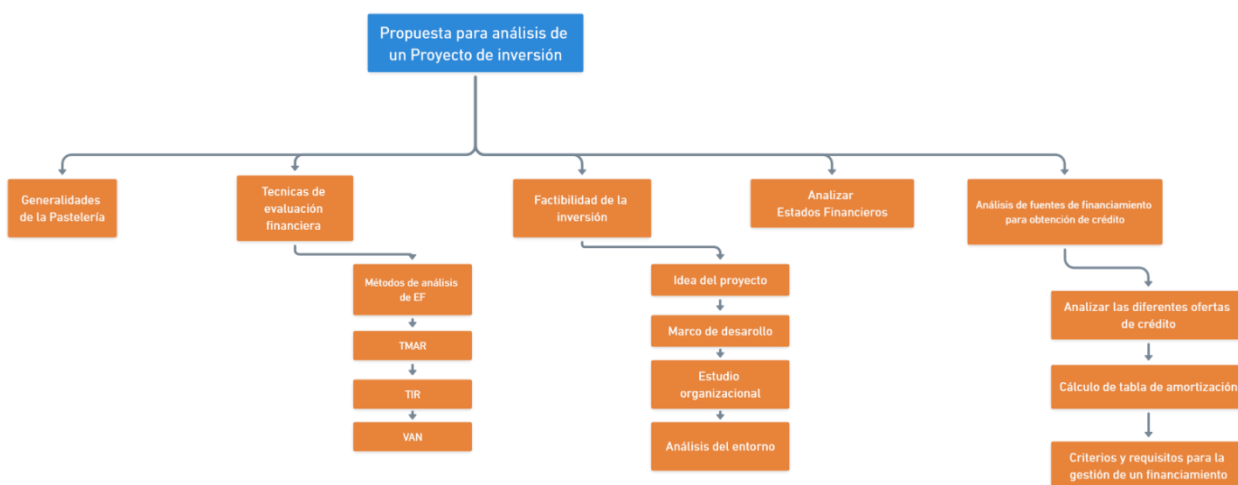 Propuesta para análisis de
un Proyecto de inversión
Generalidades
de la Pastelería
Tecnicas de
evaluación
financiera
Métodos de análisis
de EF
TMAR
TIR
VAN
Factibilidad de la
inversión
Idea del proyecto
Marco de desarollo
Estudio
organizacional
Análisis del entorno
Analizar
Estados Financieros
Análisis de fuentes de financiamiento
para obtención de crédito
Analizar las diferentes ofertas
de crédito
Cálculo de tabla de amortización
Criterios y requisitos para la
gestión de un financiamiento